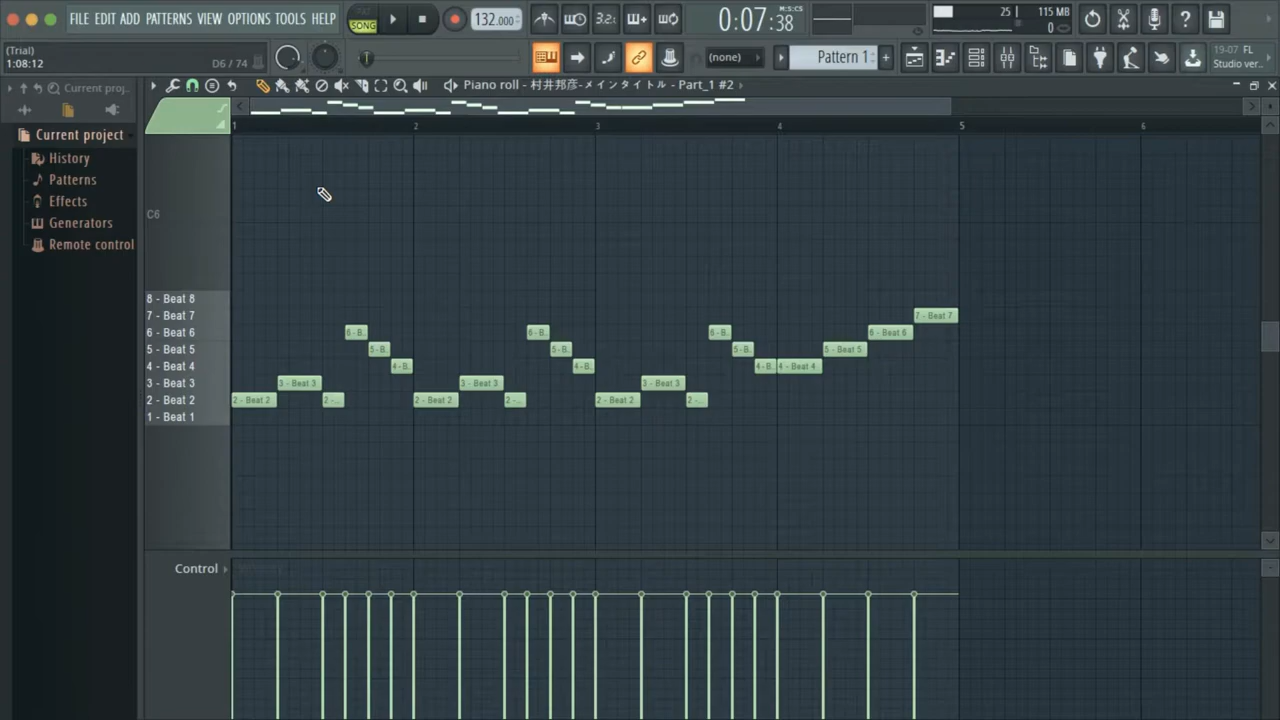 FILE EDIT ADD PATTERNS VIEW OPTIONS TOOLS HELP
SONG
132.000
3.2.
0:07:38
M:S:CS
25
115 MB
0
(Trial)
1:08:12
D6 / 74
(none)
Pattern 1
19-07 FL
Studio ver..
Current proj..
Piano roll - 村井邦彦-メインタイトル - Part_1 #2
Current project
History
Patterns
Effects
Generators
Remote control
1 2 3 4 5 6
C6
8 - Beat 8
7 - Beat 7
6 - Beat 6
5 - Beat 5
4 - Beat 4
3 - Beat 3
2 - Beat 2
1 - Beat 1
7 - Beat 7
6 - B.. 6 - B.. 6 - B.. 6 - Beat 6
5 - B.. 5 - B.. 5 - B.. 5 - Beat 5
4 - B.. 4 - B.. 4 - B.. 4 - Beat 4
3 - Beat 3 3 - Beat 3 3 - Beat 3
2 - Beat 2 2 -... 2 - Beat 2 2 -... 2 - Beat 2 2 -...
Control